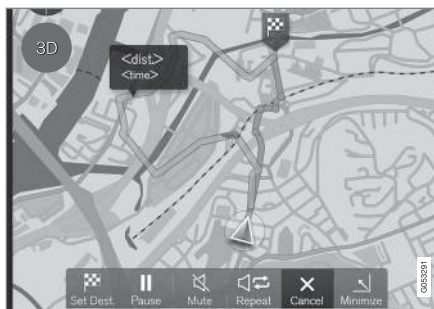 3D
<dist.>
<time>
Set Dest. Pause Mute Repeat Cancel Minimize
G053291